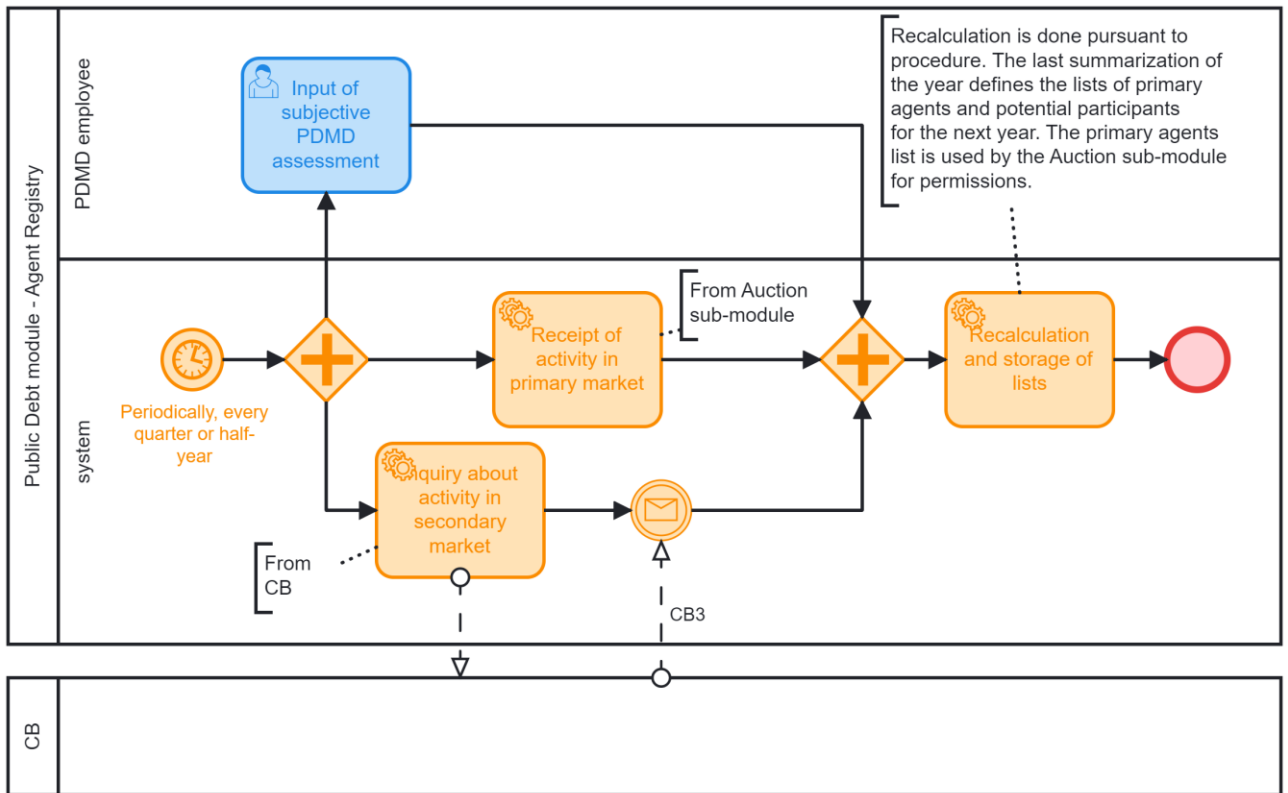 Public Debt module - Agent Registry
PDMD employee
Input of
subjective
PDMD
assessment
Recalculation is done pursuant to
procedure. The last summarization of
the year defines the lists of primary
agents and potential participants
for the next year. The primary agents
list is used by the Auction sub-module
for permissions.
system
Periodically, every
quarter or half-
year
Receipt of
activity in
primary market
From Auction
sub-module
Recalculation
and storage of
lists
nquiry about
activity in
secondary
market
From
CB
CB3
CB